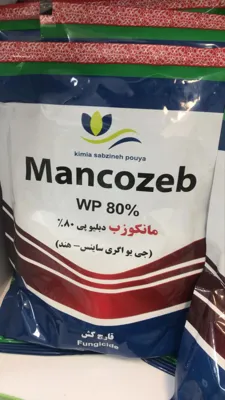 kimia sabzineh pouya
Mancozeb
WP 80%
مانکوزب دبلیو پی ۸۰٪
(جی یو اگری ساینس - هند)
قارچ کش
Fungicide